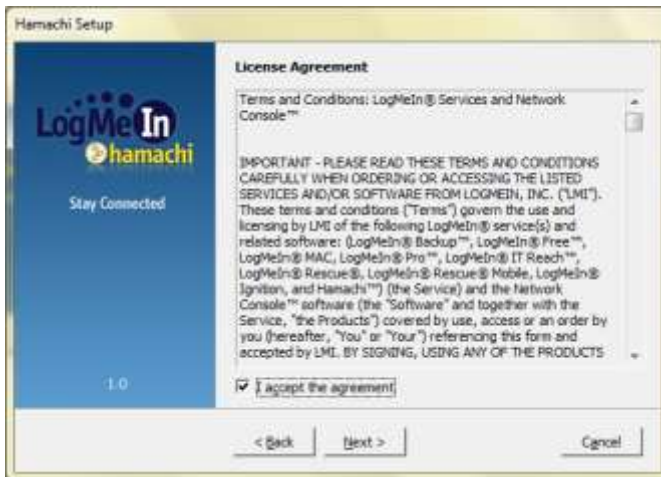 Hamachi Setup
LogMeIn
hamachi
Stay Connected
1.0
License Agreement
Terms and Conditions: LogMeIn® Services and Network
Console™
IMPORTANT - PLEASE READ THESE TERMS AND CONDITIONS
CAREFULLY WHEN ORDERING OR ACCESSING THE LISTED
SERVICES AND/OR SOFTWARE FROM LOGMEIN, INC. ("LMI").
These terms and conditions ("Terms") govern the use and
licensing by LMI of the following LogMeIn® service(s) and
related software: (LogMeIn® Backup™, LogMeIn® Free™,
LogMeIn® MAC, LogMeIn® Pro™, LogMeIn® IT Reach™,
LogMeIn® Rescue®, LogMeIn® Rescue® Mobile, LogMeIn®
Ignition, and Hamachi™) (the Service) and the Network
Console™ software (the "Software" and together with the
Service, "the Products") covered by use, access or an order by
you (hereafter, "You" or "Your") referencing this form and
accepted by LMI. BY SIGNING, USING ANY OF THE PRODUCTS
I accept the agreement
< Back
Next >
Cancel